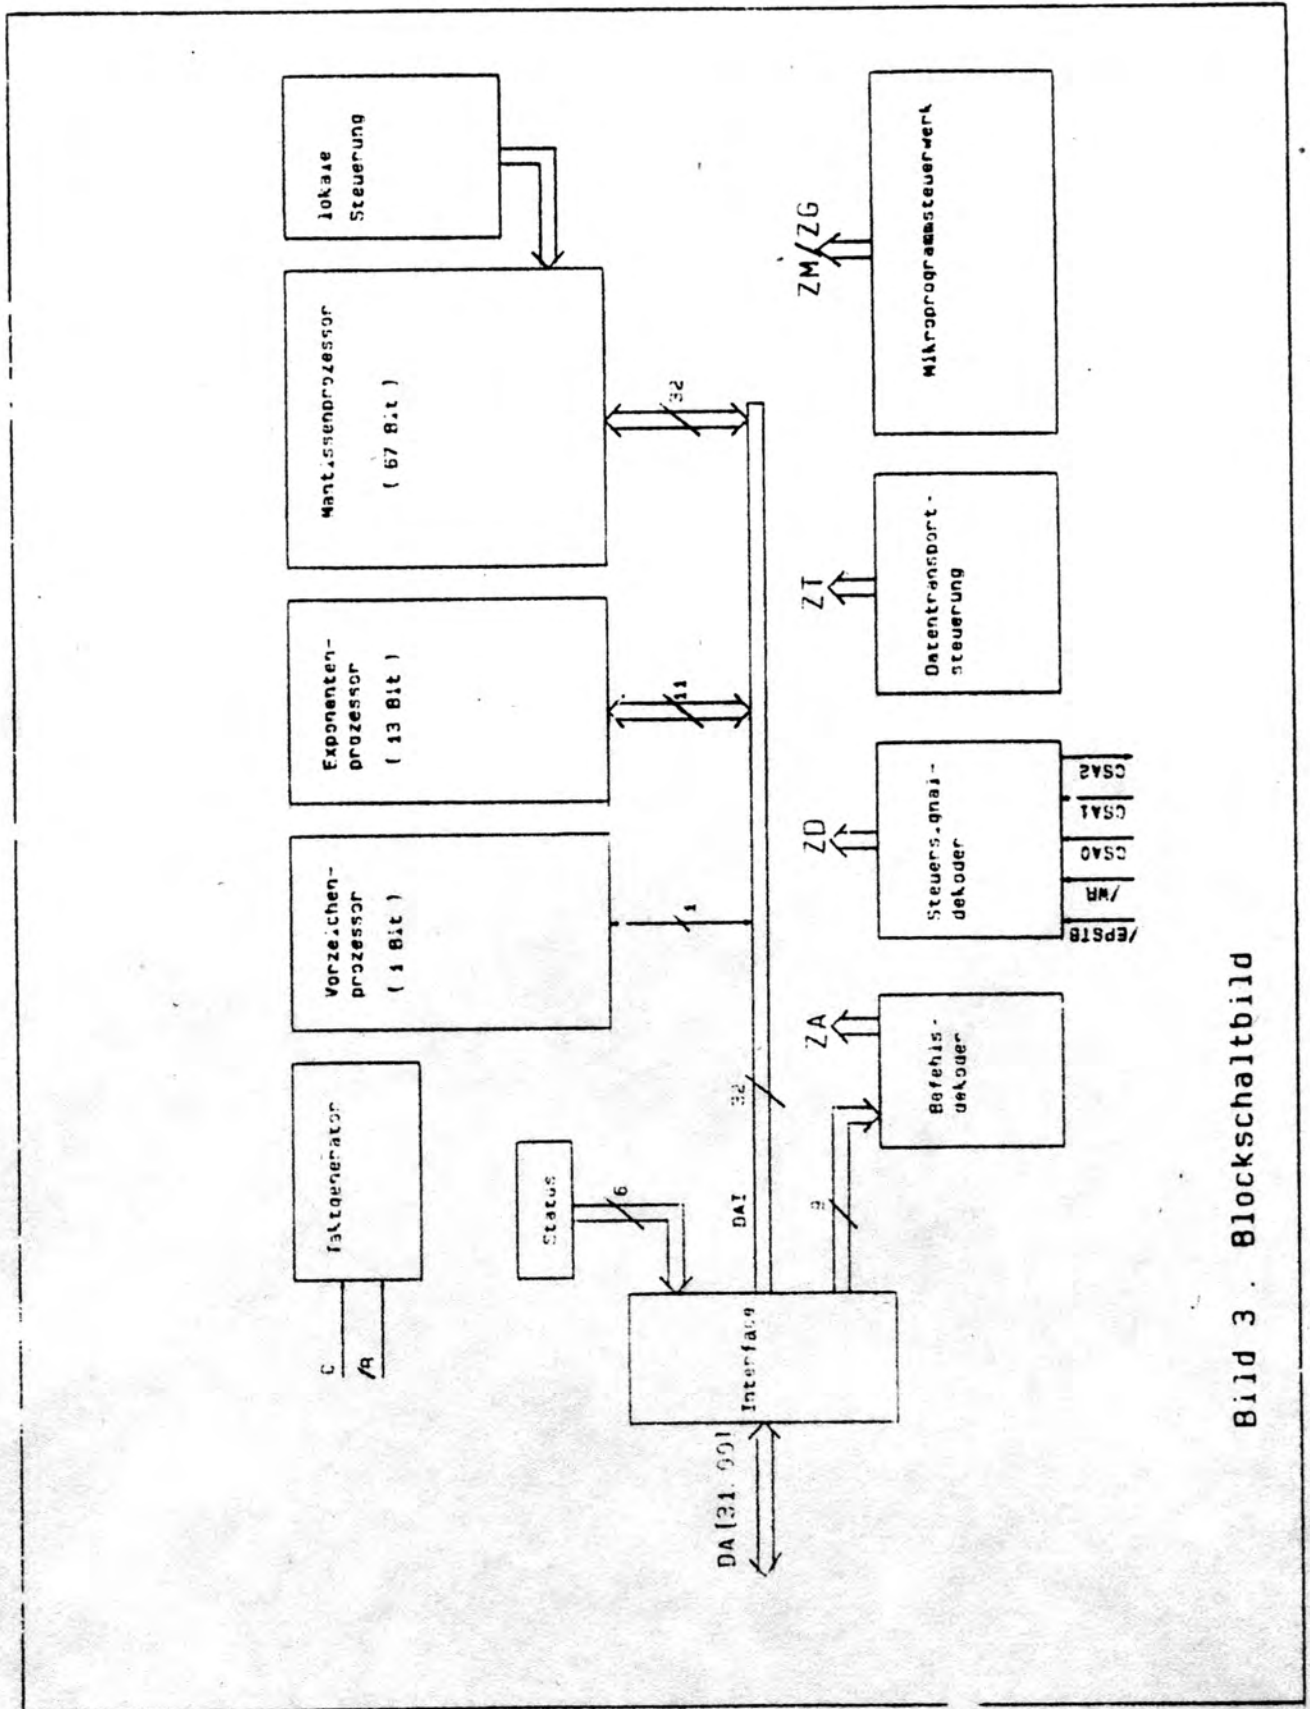 C
/R
Taktgenerator
Vorzeichen-
prozessor
( 1 Bit )
Exponenten-
prozessor
( 13 Bit )
Mantissenprozessor
( 67 Bit )
lokale
Steuerung
Status
6
1
11
32
DA[31.00]
Interface
DAI
32
9
ZA
ZD
ZT
ZM/ZG
Befehls-
dekoder
Steuersignal-
dekoder
Datentransport-
steuerung
Mikroprogrammsteuerwerk
/EPSTB
/WR
CSA0
CSA1
CSA2
Bild 3 . Blockschaltbild